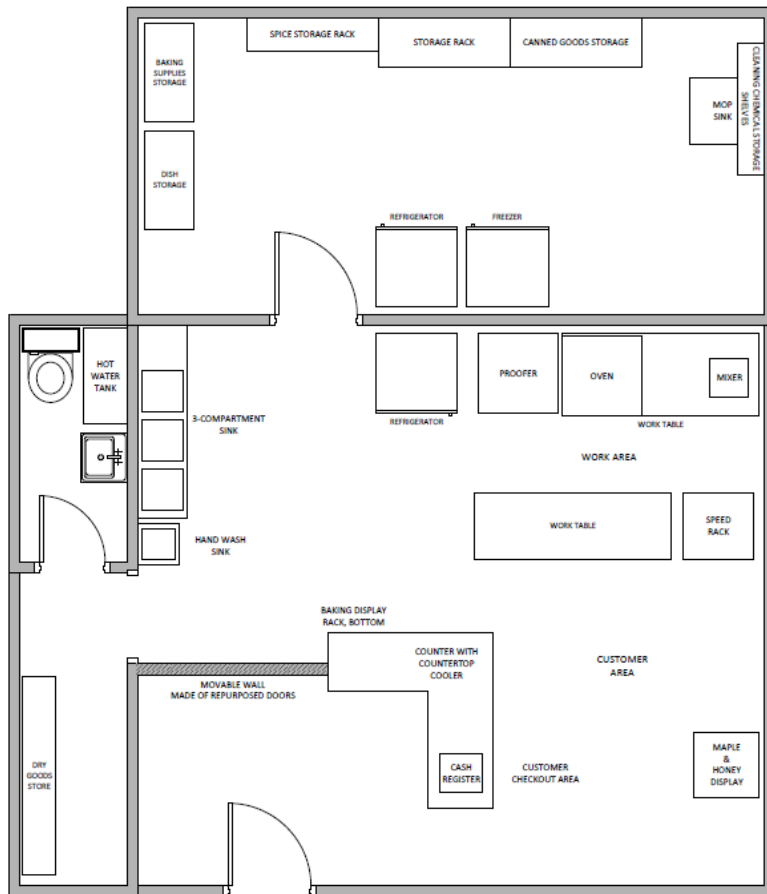 SPICE STORAGE RACK
STORAGE RACK
CANNED GOODS STORAGE
BAKING
SUPPLIES
STORAGE
CLEANING CHEMICAL STORAGE
SHELVES
MOP
SINK
DISH
STORAGE
REFRIGERATOR
FREEZER
HOT
WATER
TANK
3-COMPARTMENT
SINK
REFRIGERATOR
PROOFER
OVEN
MIXER
WORK TABLE
WORK AREA
WORK TABLE
SPEED
RACK
HAND WASH
SINK
BAKING DISPLAY
RACK, BOTTOM
COUNTER WITH
COUNTERTOP
COOLER
CUSTOMER
AREA
MOVABLE WALL
MADE OF REPURPOSED DOORS
DRY
GOODS
STORE
CASH
REGISTER
CUSTOMER
CHECKOUT AREA
MAPLE
&
HONEY
DISPLAY